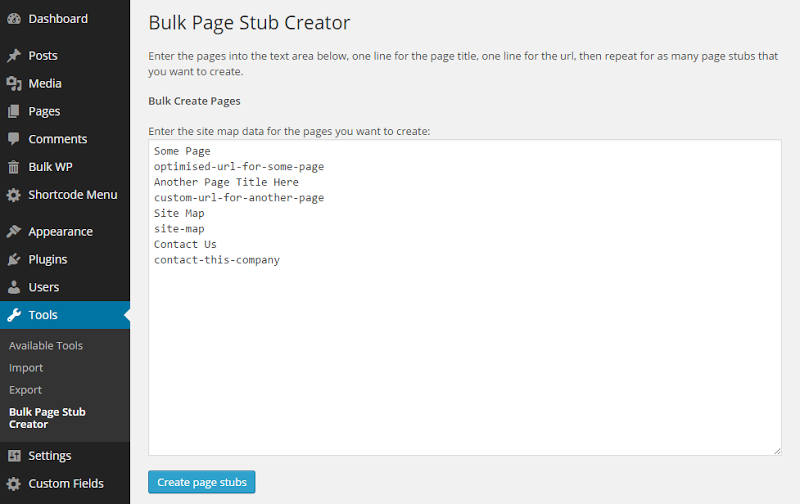 Dashboard
Posts
Media
Pages
Comments
Bulk WP
Shortcode Menu
Appearance
Plugins
Users
Tools
Available Tools
Import
Export
Bulk Page Stub
Creator
Settings
Custom Fields
Bulk Page Stub Creator
Enter the pages into the text area below, one line for the page title, one line for the url, then repeat for as many page stubs that
you want to create.
Bulk Create Pages
Enter the site map data for the pages you want to create:
Some Page
optimised-url-for-some-page
Another Page Title Here
custom-url-for-another-page
Site Map
site-map
Contact Us
contact-this-company
Create page stubs